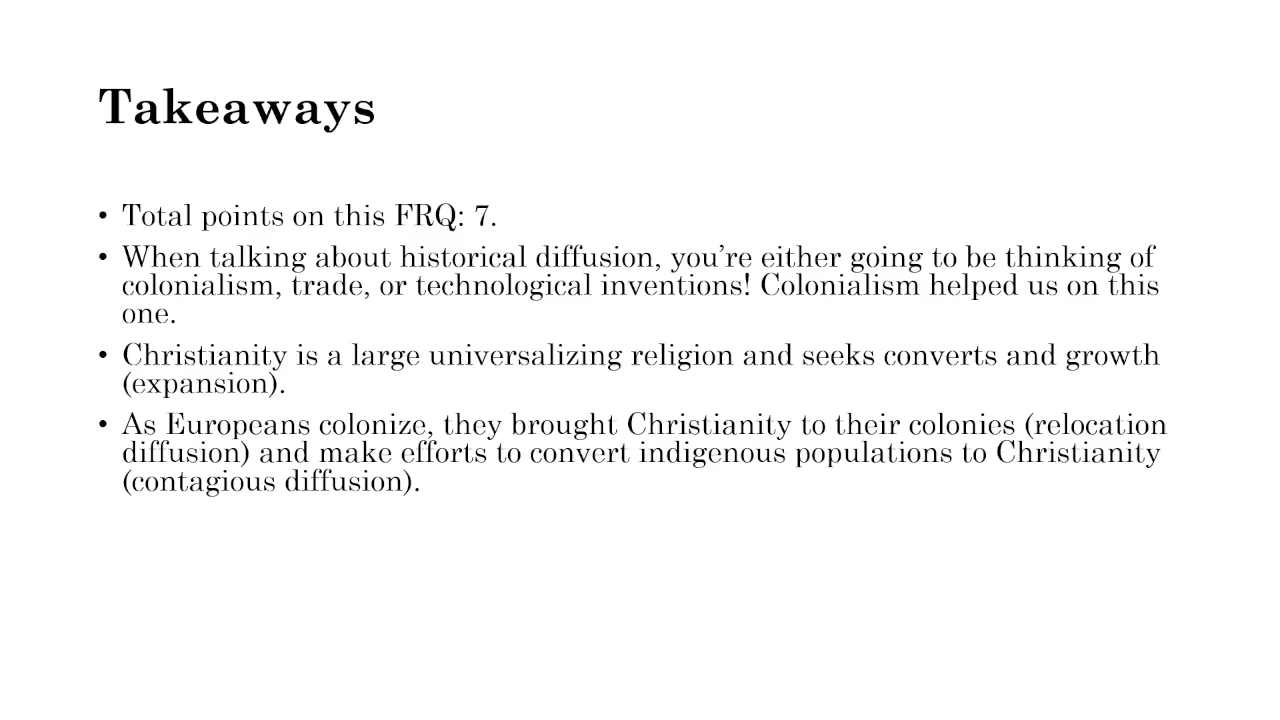 Takeaways
• Total points on this FRQ: 7.
• When talking about historical diffusion, you’re either going to be thinking of
colonialism, trade, or technological inventions! Colonialism helped us on this
one.
• Christianity is a large universalizing religion and seeks converts and growth
(expansion).
• As Europeans colonize, they brought Christianity to their colonies (relocation
diffusion) and make efforts to convert indigenous populations to Christianity
(contagious diffusion).